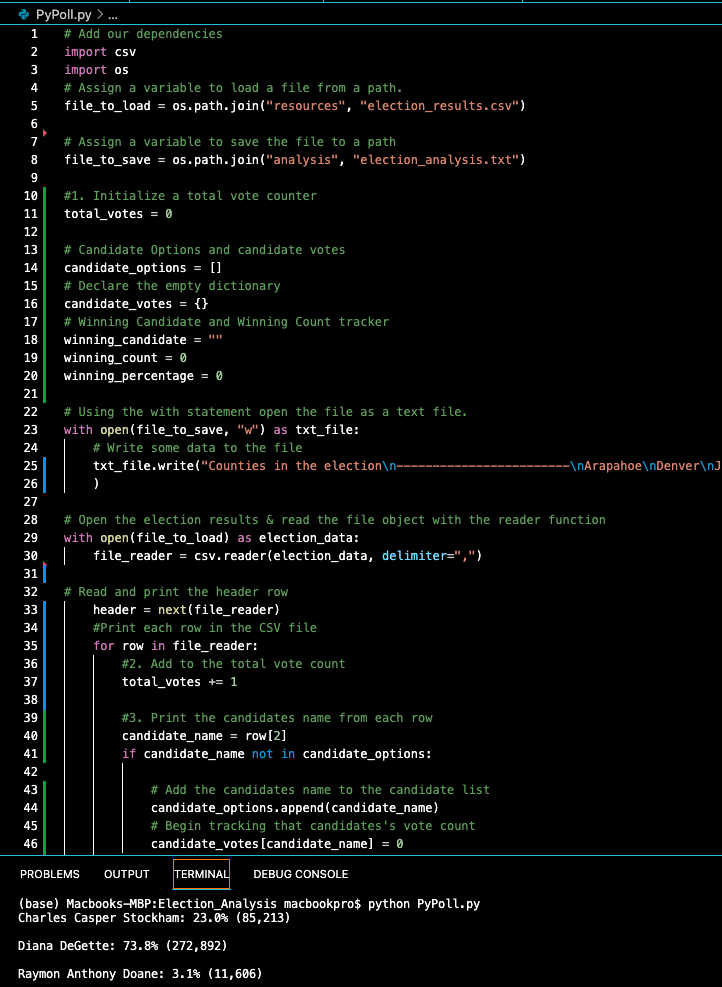 PyPoll.py > ...
1 # Add our dependencies
2 import csv
3 import os
4 # Assign a variable to load a file from a path.
5 file_to_load = os.path.join("resources", "election_results.csv")
6
7 # Assign a variable to save the file to a path
8 file_to_save = os.path.join("analysis", "election_analysis.txt")
9
10 #1. Initialize a total vote counter
11 total_votes = 0
12
13 # Candidate Options and candidate votes
14 candidate_options = []
15 # Declare the empty dictionary
16 candidate_votes = {}
17 # Winning Candidate and Winning Count tracker
18 winning_candidate = ""
19 winning_count = 0
20 winning_percentage = 0
21
22 # Using the with statement open the file as a text file.
23 with open(file_to_save, "w") as txt_file:
24 # Write some data to the file
25 txt_file.write("Counties in the election\n------------------------\nArapahoe\nDenver\nJ
26 )
27
28 # Open the election results & read the file object with the reader function
29 with open(file_to_load) as election_data:
30 file_reader = csv.reader(election_data, delimiter=",")
31
32 # Read and print the header row
33 header = next(file_reader)
34 #Print each row in the CSV file
35 for row in file_reader:
36 #2. Add to the total vote count
37 total_votes += 1
38
39 #3. Print the candidates name from each row
40 candidate_name = row[2]
41 if candidate_name not in candidate_options:
42
43 # Add the candidates name to the candidate list
44 candidate_options.append(candidate_name)
45 # Begin tracking that candidates's vote count
46 candidate_votes[candidate_name] = 0
PROBLEMS OUTPUT TERMINAL DEBUG CONSOLE
(base) Macbooks-MBP:Election_Analysis macbookpro$ python PyPoll.py
Charles Casper Stockham: 23.0% (85,213)
Diana DeGette: 73.8% (272,892)
Raymon Anthony Doane: 3.1% (11,606)